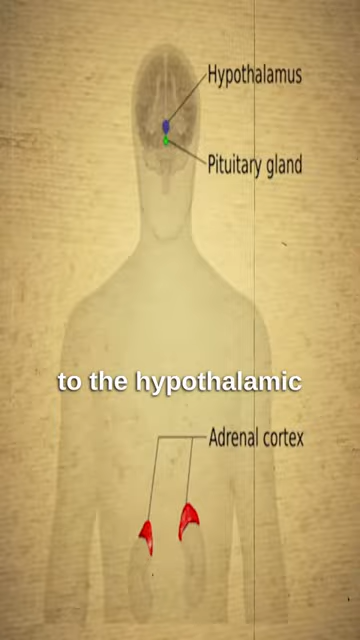 Hypothalamus
Pituitary gland
to the hypothalamic
Adrenal cortex